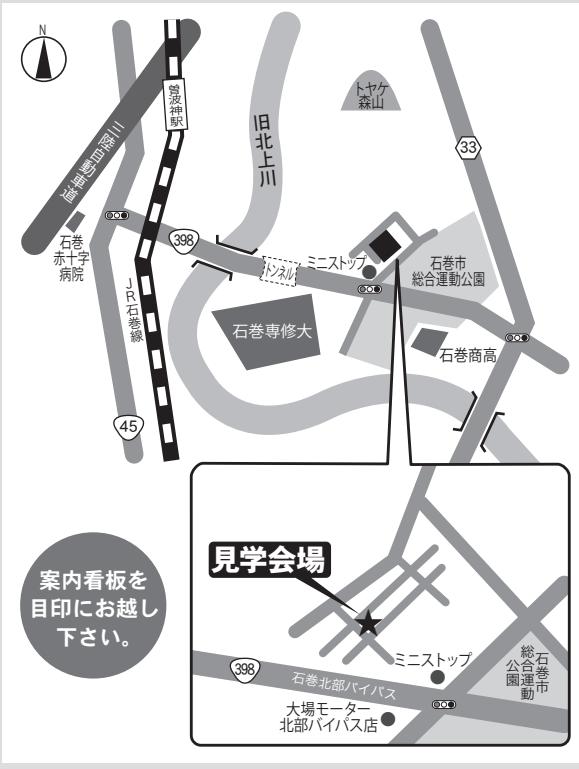 N
曽波神駅
トヤケ
森山
三陸自動車道
旧北上川
33
石巻
赤十字
病院
398
トンネル
ミニストップ
石巻市
総合運動公園
JR石巻線
石巻専修大
石巻商高
45
見学会場
案内看板を
目印にお越し
下さい。
398
石巻北部バイパス
ミニストップ
石巻市
総合運動
公園
大場モーター
北部バイパス店